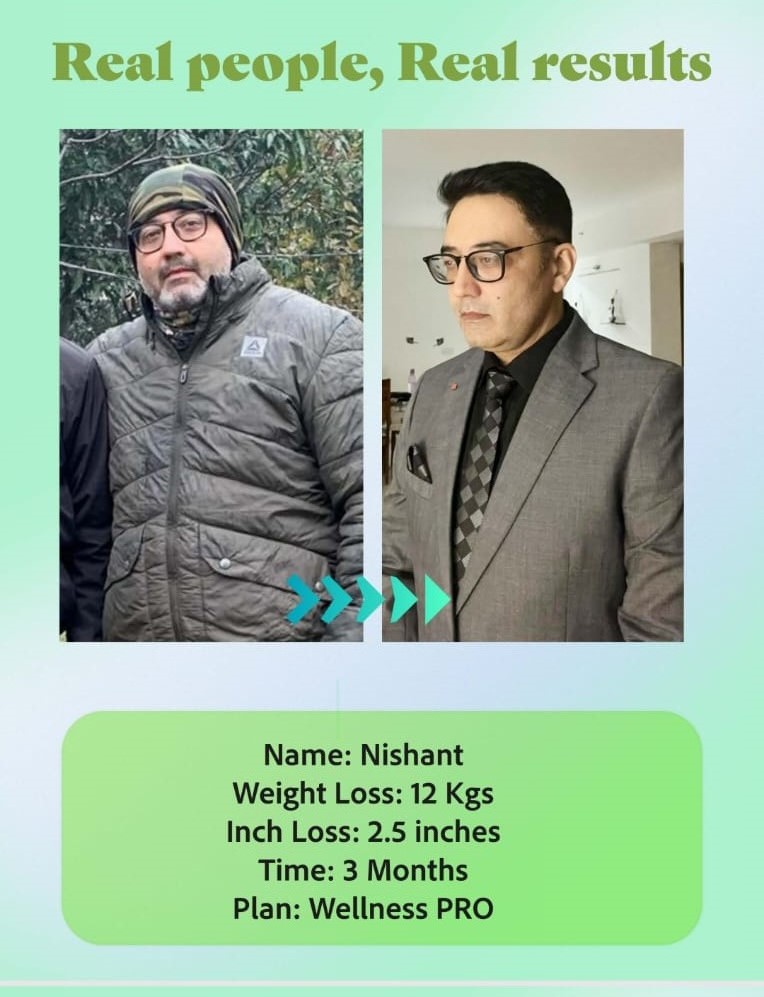 Real people, Real results
Name: Nishant
Weight Loss: 12 Kgs
Inch Loss: 2.5 inches
Time: 3 Months
Plan: Wellness PRO